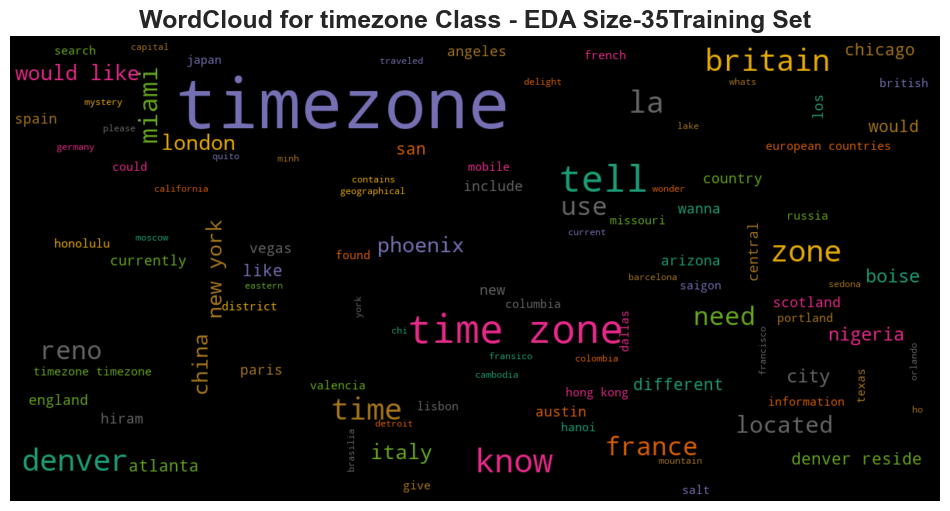 WordCloud for timezone Class - EDA Size-35Training Set
search
capital
would like
japan
traveled
angeles
french
britain
chicago
miami
timezone
delight
whats
british
mystery
la
los
spain
please
london
lake
would
germany
quito
minh
san
european countries
could
mobile
tell
california
contains
geographical
include
wonder
country
use
wanna
missouri
russia
new york
current
honolulu
moscow
vegas
phoenix
central
zone
currently
like
found
arizona
barcelona
boise
eastern
saigon
sedona
district
new
columbia
scotland
york
need
portland
chi
time zone
dallas
nigeria
reno
fransico
colombia
francisco
orlando
china
timezone timezone
paris
cambodia
valencia
different
city
texas
england
hong kong
information
hiram
time
lisbon
austin
ho
detroit
hanoi
located
brasilia
france
denver
atlanta
italy
know
mountain
denver reside
give
salt